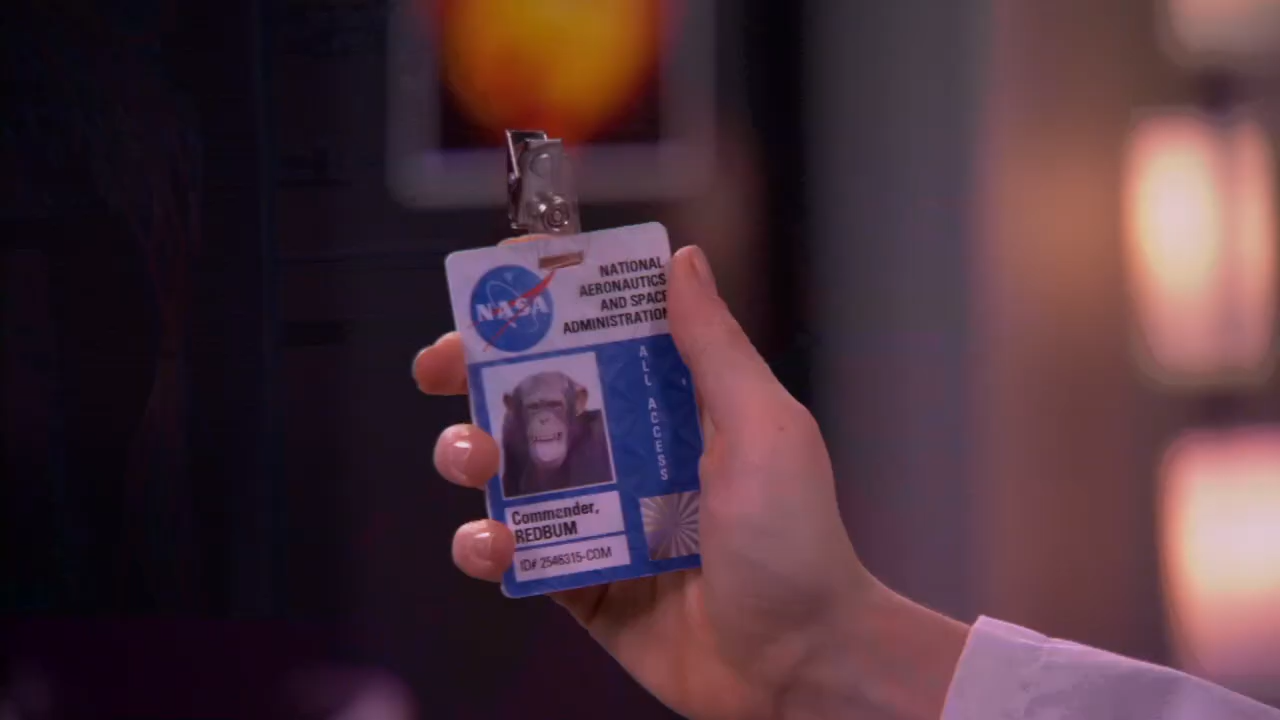 NASA
NATIONAL
AERONAUTICS
AND SPACE
ADMINISTRATION
ALL ACCESS
Commander,
REDBUM
ID# 2546315-COM